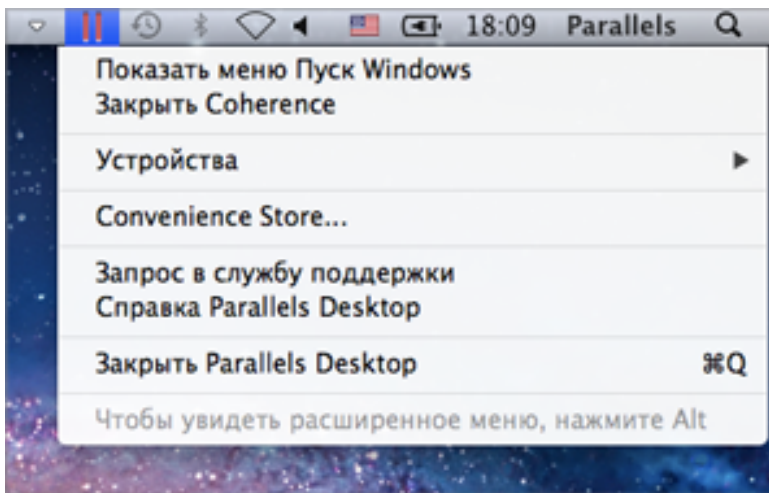 18:09 Parallels
Показать меню Пуск Windows
Закрыть Coherence
Устройства
Convenience Store...
Запрос в службу поддержки
Справка Parallels Desktop
Закрыть Parallels Desktop ⌘Q
Чтобы увидеть расширенное меню, нажмите Alt